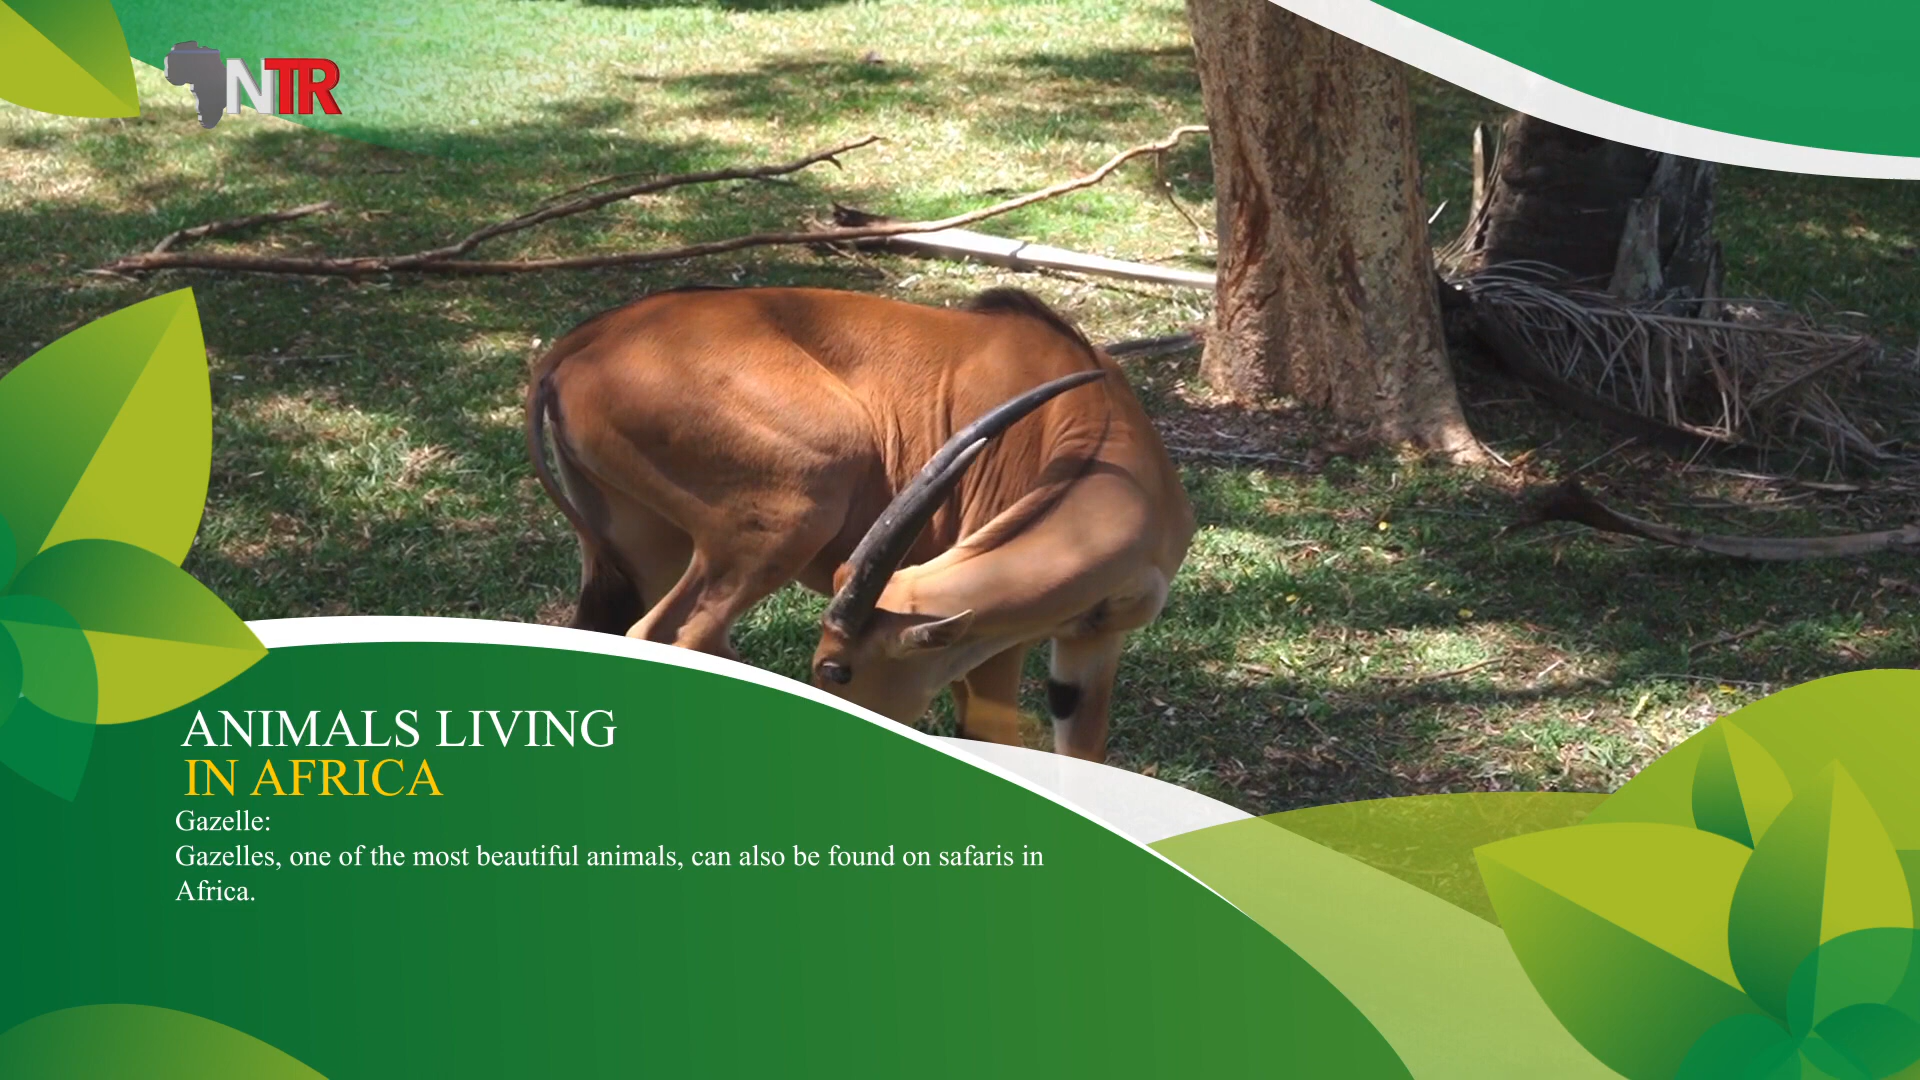 NTR
ANIMALS LIVING
IN AFRICA
Gazelle:
Gazelles, one of the most beautiful animals, can also be found on safaris in
Africa.